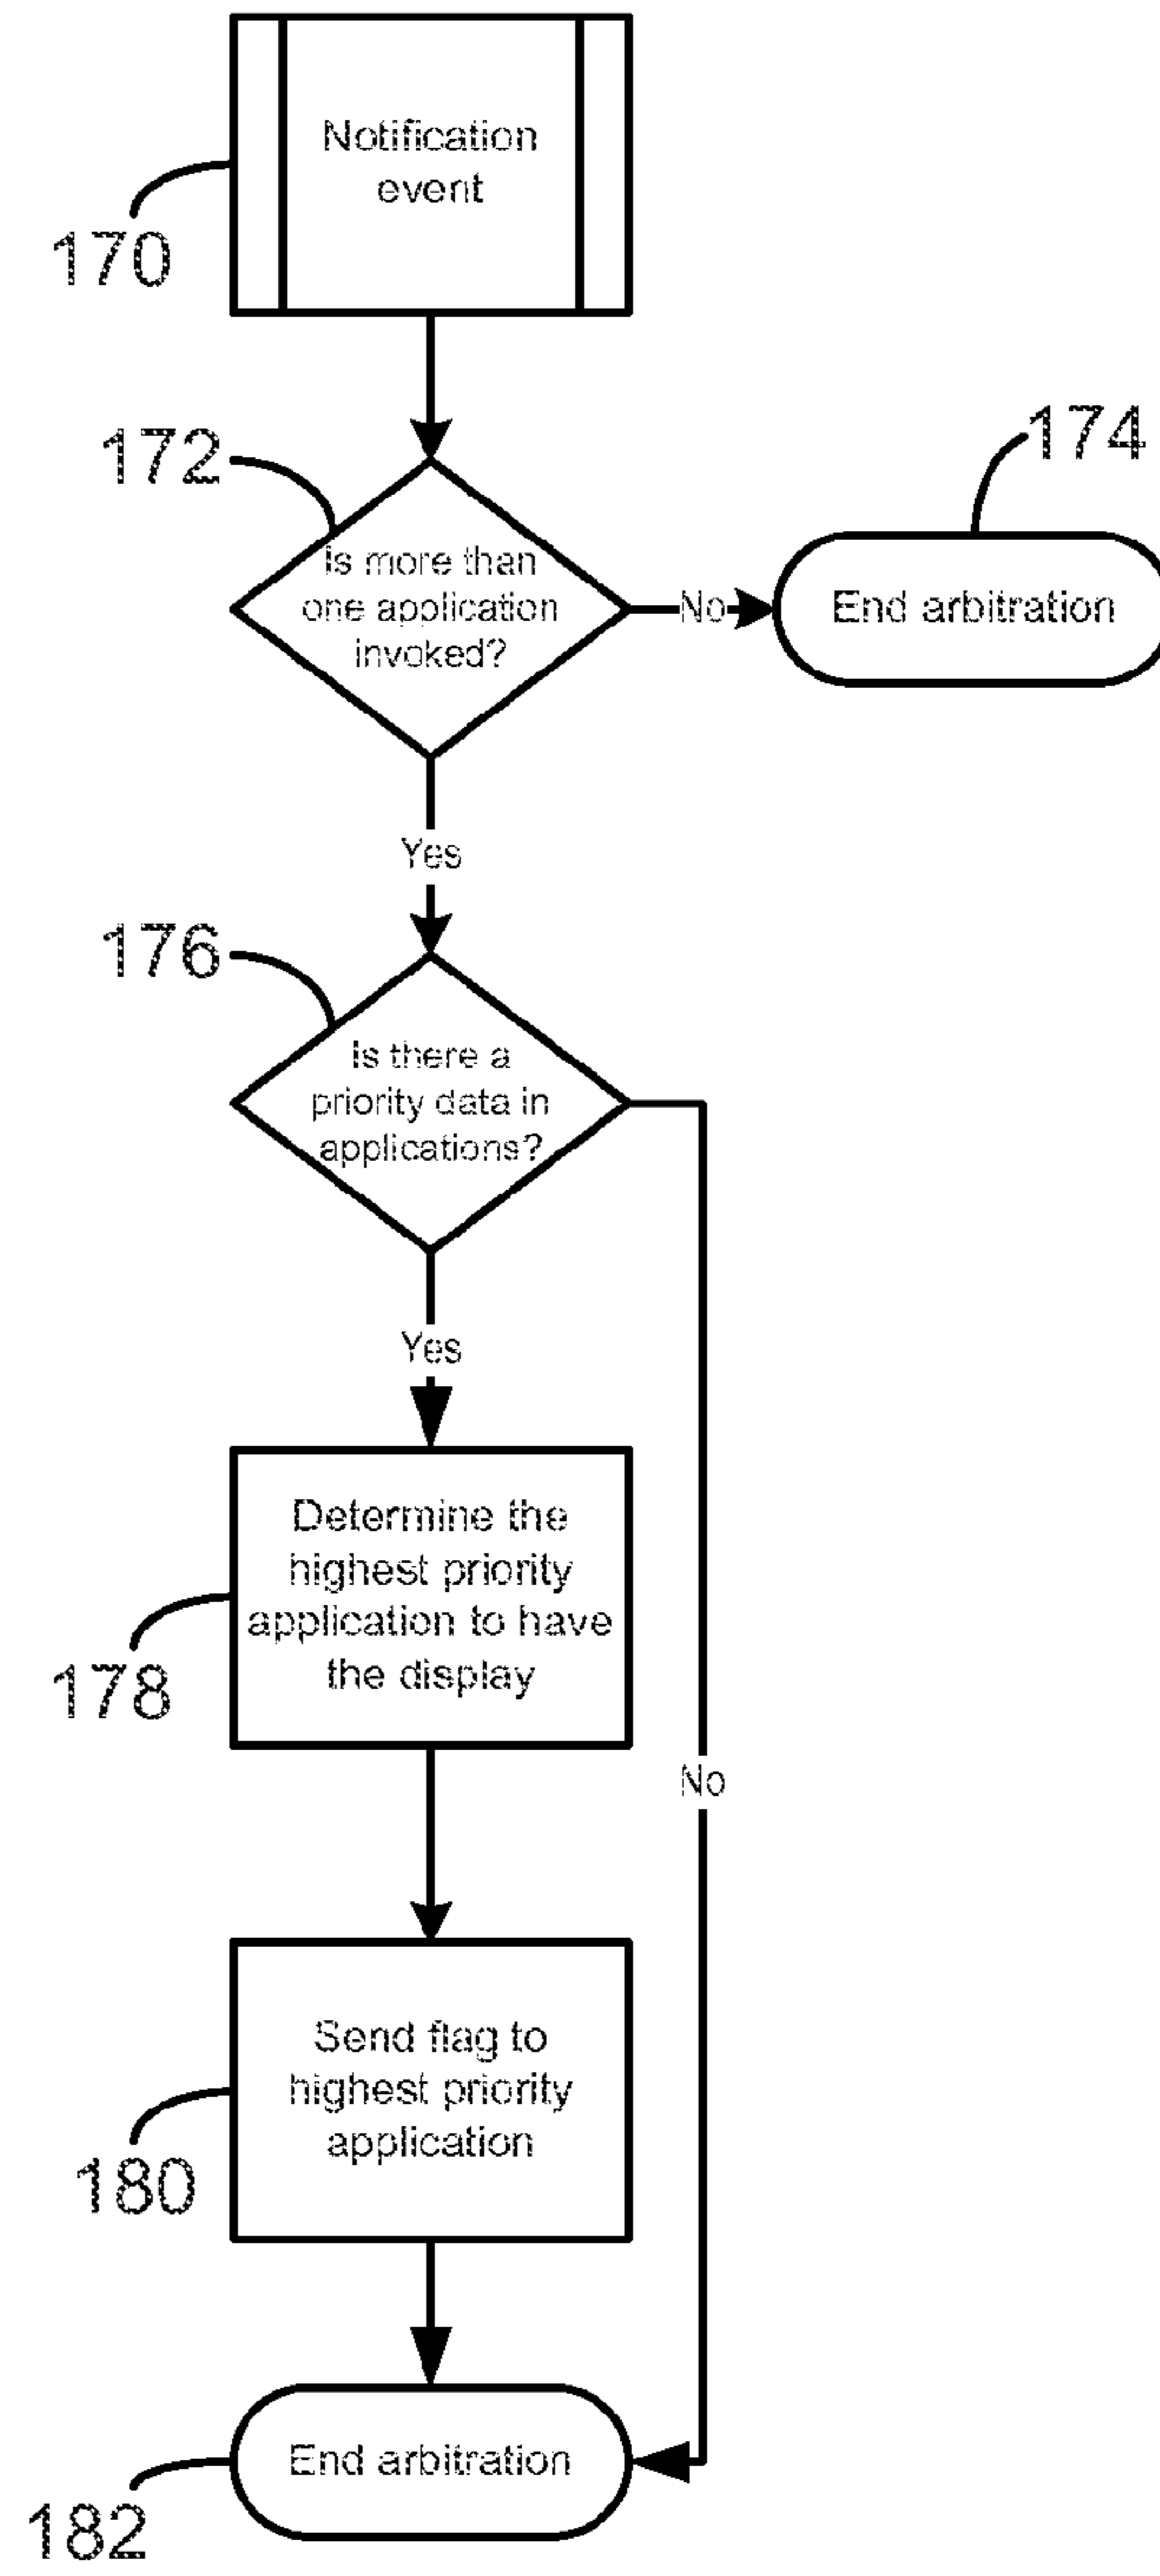 Notification
event
170
172
174
Is more than
one application
invoked?
No
End arbitration
Yes
176
Is there a
priority data in
applications?
Yes
Determine the
highest priority
application to have
the display
178
No
Send flag to
highest priority
application
180
End arbitration
182